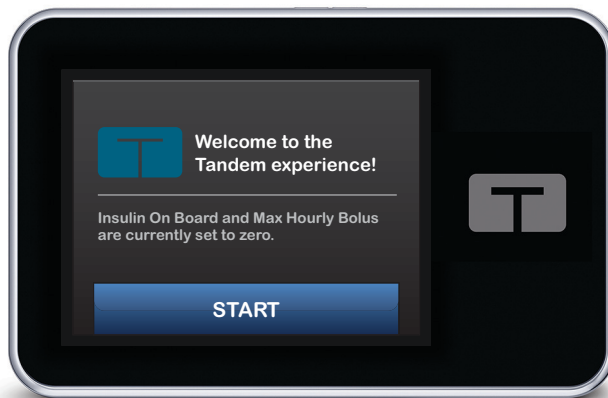 Welcome to the
Tandem experience!
Insulin On Board and Max Hourly Bolus
are currently set to zero.
START